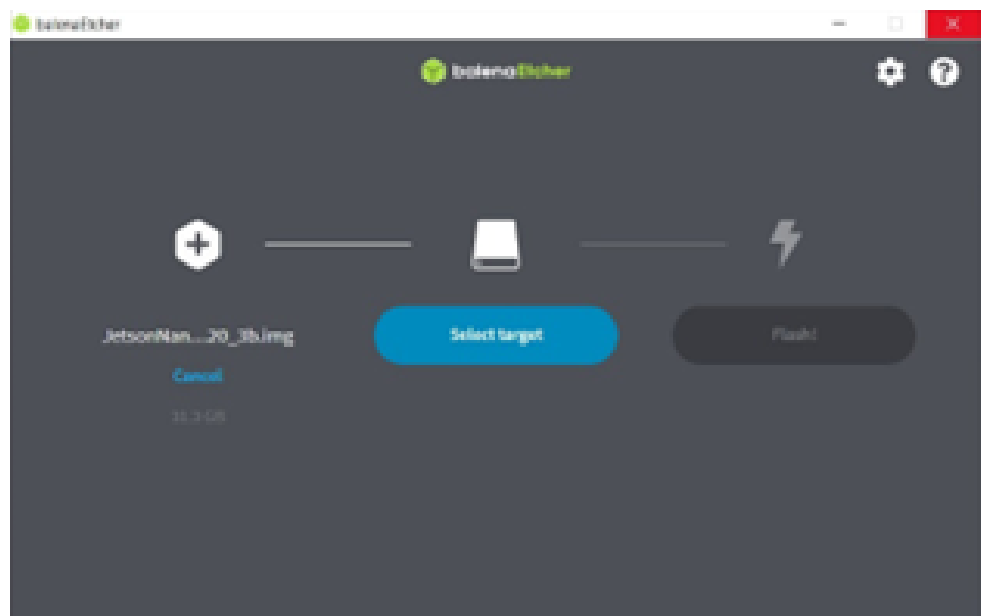 balenaEtcher
balenaEtcher
JetsonNan...20_3b.img
Select target
Flash!
Cancel